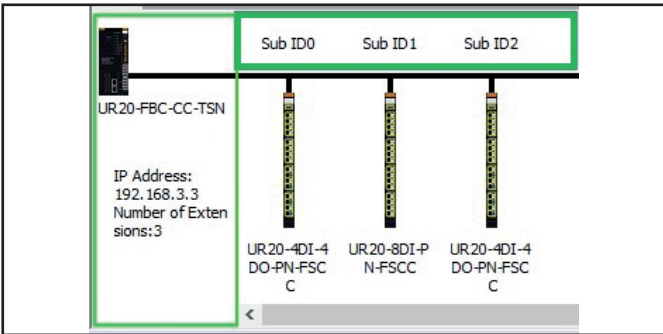 Sub ID0 Sub ID1 Sub ID2
UR20-FBC-CC-TSN
IP Address:
192.168.3.3
Number of Exten
sions:3
UR20-4DI-4
DO-PN-FSC
C
UR20-8DI-P
N-FSCC
UR20-4DI-4
DO-PN-FSC
C